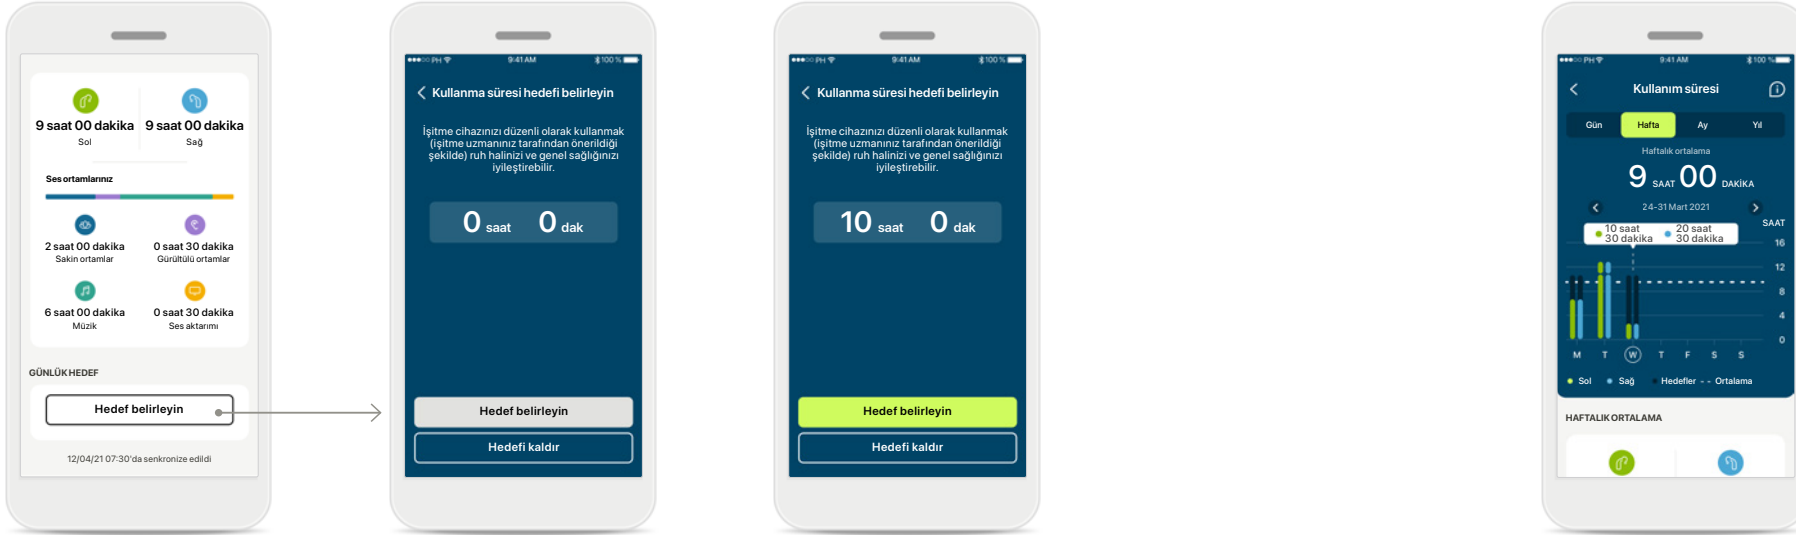 9 saat 00 dakika 9 saat 00 dakika
Sol Sağ
Ses ortamlarınız
2 saat 00 dakika 0 saat 30 dakika
Sakin ortamlar Gürültülü ortamlar
6 saat 00 dakika 0 saat 30 dakika
Müzik Ses aktarımı
GÜNLÜK HEDEF
Hedef belirleyin
12/04/21 07:30'da senkronize edildi
PH 9:41 AM 100 %
Kullanma süresi hedefi belirleyin
İşitme cihazınızı düzenli olarak kullanmak
(işitme uzmanınız tarafından önerildiği
şekilde) ruh halinizi ve genel sağlığınızı
iyileştirebilir.
0 saat 0 dak
Hedef belirleyin
Hedefi kaldır
PH 9:41 AM 100 %
Kullanma süresi hedefi belirleyin
İşitme cihazınızı düzenli olarak kullanmak
(işitme uzmanınız tarafından önerildiği
şekilde) ruh halinizi ve genel sağlığınızı
iyileştirebilir.
10 saat 0 dak
Hedef belirleyin
Hedefi kaldır
PH 9:41 AM 100 %
Kullanım süresi
Gün Hafta Ay Yıl
Haftalık ortalama
9 SAAT 00 DAKİKA
24-31 Mart 2021
SAAT
10 saat 20 saat
30 dakika 30 dakika
16
12
8
4
0
M T W T F S S
Sol Sağ Hedefler Ortalama
HAFTALIK ORTALAMA